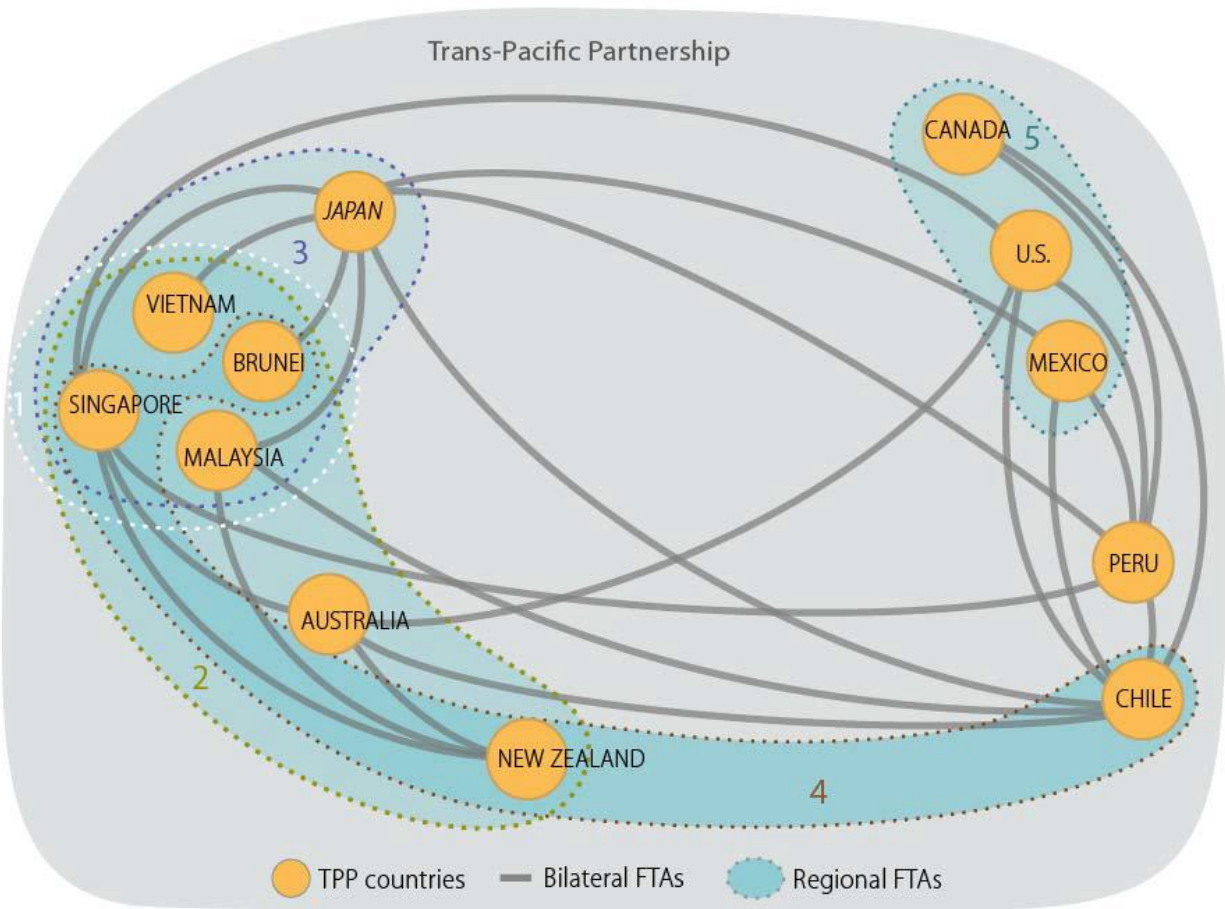 Trans-Pacific Partnership
CANADA
5
JAPAN
3
U.S.
VIETNAM
BRUNEI
MEXICO
1
SINGAPORE
MALAYSIA
PERU
AUSTRALIA
2
CHILE
NEW ZEALAND
4
TPP countries
Bilateral FTAs
Regional FTAs